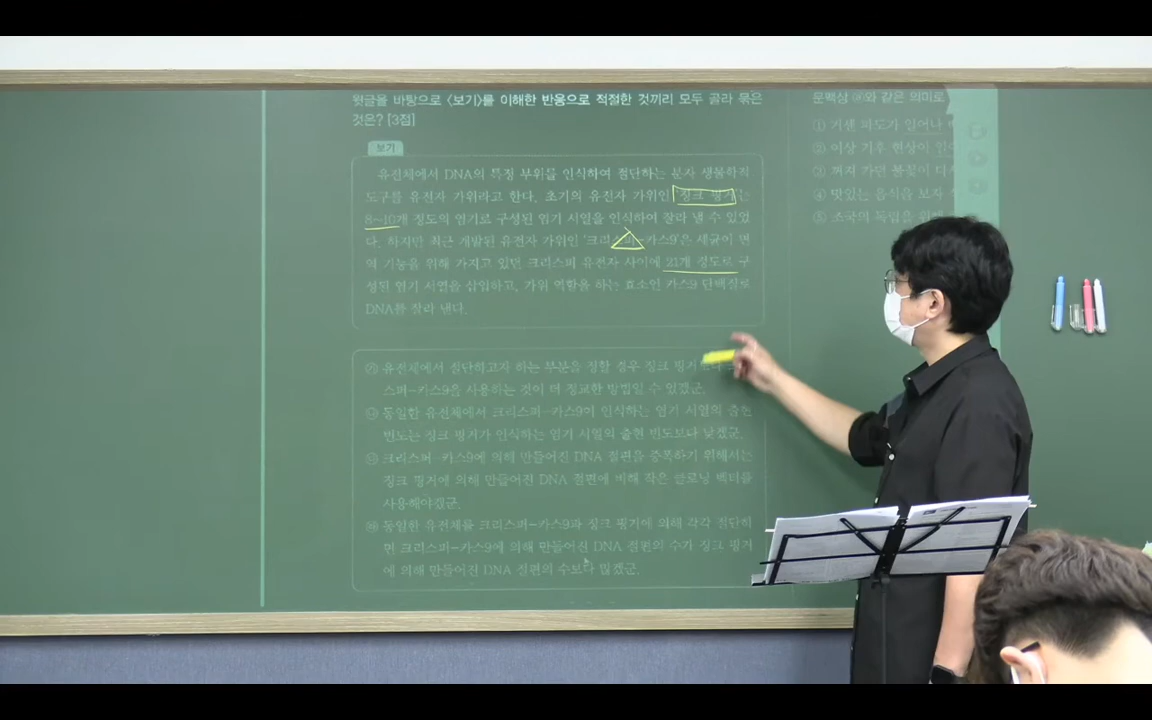 윗글을 바탕으로 〈보기〉를 이해한 반응으로 적절한 것끼리 모두 골라 묶은
것은? [3점]
보기
유전체에서 DNA의 특정 부위를 인식하여 절단하는 분자 생물학적
도구를 유전자 가위라고 한다. 초기의 유전자 가위인 '징크 핑거'는
8~10개 정도의 염기로 구성된 염기 서열을 인식하여 잘라 낼 수 있었
다. 하지만 최근 개발된 유전자 가위인 '크리스퍼-카스9'은 세균이 면
역 기능을 위해 가지고 있던 크리스퍼 유전자 사이에 21개 정도로 구
성된 염기 서열을 삽입하고, 가위 역할을 하는 효소인 카스9 단백질로
DNA를 잘라 낸다.
㉮ 유전체에서 절단하고자 하는 부분을 정할 경우 징크 핑거
스퍼-카스9을 사용하는 것이 더 정교한 방법일 수 있겠군.
㉯ 동일한 유전체에서 크리스퍼-카스9이 인식하는 염기 서열의 출현
빈도는 징크 핑거가 인식하는 염기 서열의 출현 빈도보다 낮겠군.
㉰ 크리스퍼-카스9에 의해 만들어진 DNA 절편을 증폭하기 위해서는
징크 핑거에 의해 만들어진 DNA 절편에 비해 작은 클로닝 벡터를
사용해야겠군.
㉱ 동일한 유전체를 크리스퍼-카스9과 징크 핑거에 의해 각각 절단하
면 크리스퍼-카스9에 의해 만들어진 DNA 절편의 수가 징크 핑거
에 의해 만들어진 DNA 절편의 수보다 많겠군.
문맥상 와 같은 의미로
① 거센 파도가 일어나
② 이상 기후 현상이
③ 꺼져 가던 불꽃이
④ 맛있는 음식을 보자
⑤ 조국의 독립을 위해